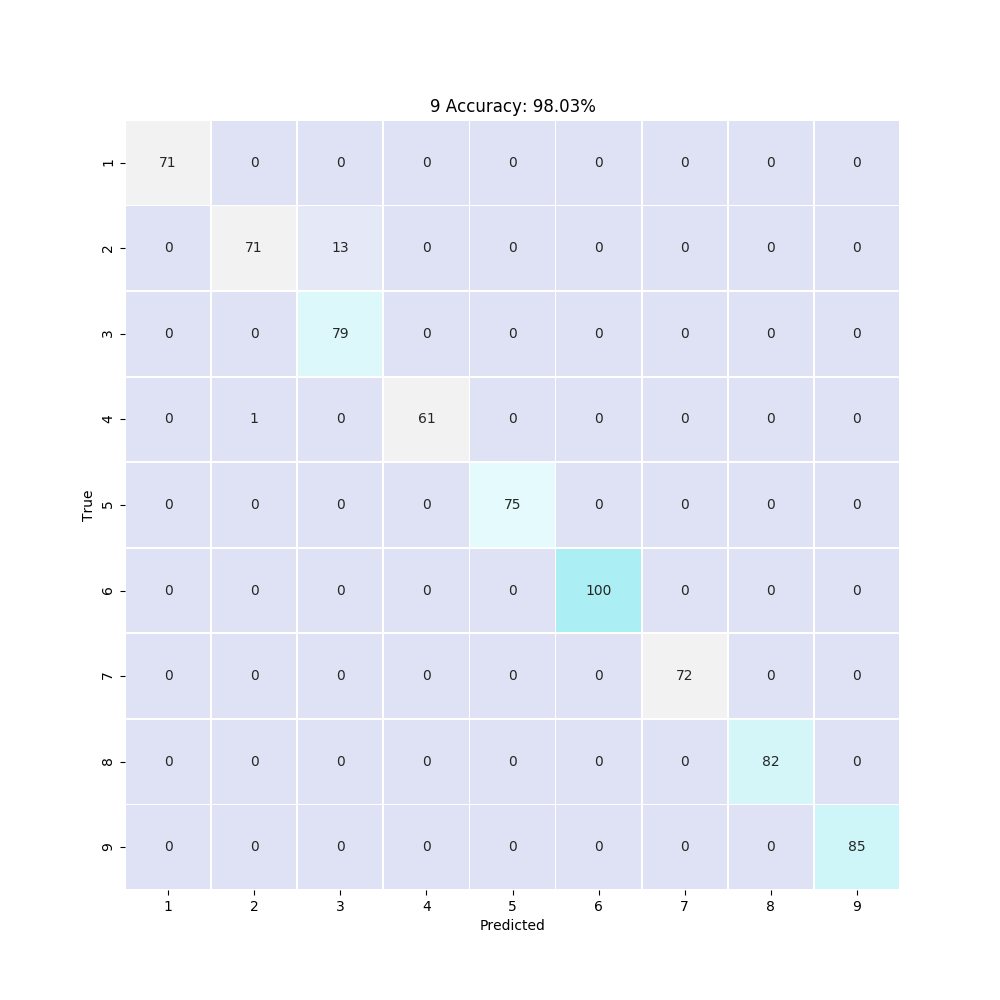 9 Accuracy: 98.03%
1 71 0 0 0 0 0 0 0 0
2 0 71 13 0 0 0 0 0 0
3 0 0 79 0 0 0 0 0 0
4 0 1 0 61 0 0 0 0 0
True
5 0 0 0 0 75 0 0 0 0
6 0 0 0 0 0 100 0 0 0
7 0 0 0 0 0 0 72 0 0
8 0 0 0 0 0 0 0 82 0
9 0 0 0 0 0 0 0 0 85
1 2 3 4 5 6 7 8 9
Predicted